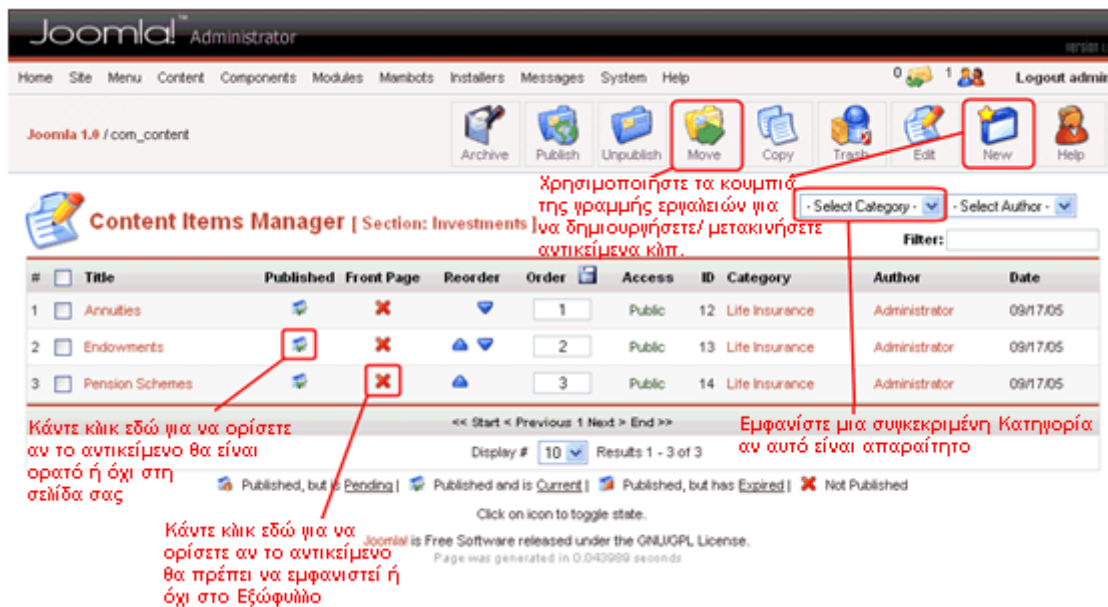 Joomla!™ Administrator
version
Home Site Menu Content Components Modules Mambots Installers Messages System Help 0 1 Logout admin
Joomla 1.0 / com_content
Archive Publish Unpublish Move Copy Trash Edit New Help
Χρησιμοποιήστε τα κουμπιά
της γραμμής εργαλειών για
να δημιουργήσετε/ μετακινήσετε
αντικείμενα κλπ.
- Select Category - - Select Author -
Content Items Manager [ Section: Investments ]
Filter:
# Title Published Front Page Reorder Order Access ID Category Author Date
1 Annuities 1 Public 12 Life Insurance Administrator 09/17/05
2 Endowments 2 Public 13 Life Insurance Administrator 09/17/05
3 Pension Schemes 3 Public 14 Life Insurance Administrator 09/17/05
<< Start < Previous 1 Next > End >>
Display # 10 Results 1 - 3 of 3
Κάντε κλικ εδώ για να ορίσετε
αν το αντικείμενο θα είναι
ορατό ή όχι στη
σελίδα σας
Εμφανίστε μια συγκεκριμένη Κατηγορία
αν αυτό είναι απαραίτητο
Published, but is Pending | Published and is Current | Published, but has Expired | Not Published
Click on icon to toggle state.
Κάντε κλικ εδώ για να
ορίσετε αν το αντικείμενο
θα πρέπει να εμφανιστεί ή
όχι στο Εξώφυλλο
Joomla! is Free Software released under the GNU/GPL License.
Page was generated in 0.043989 seconds